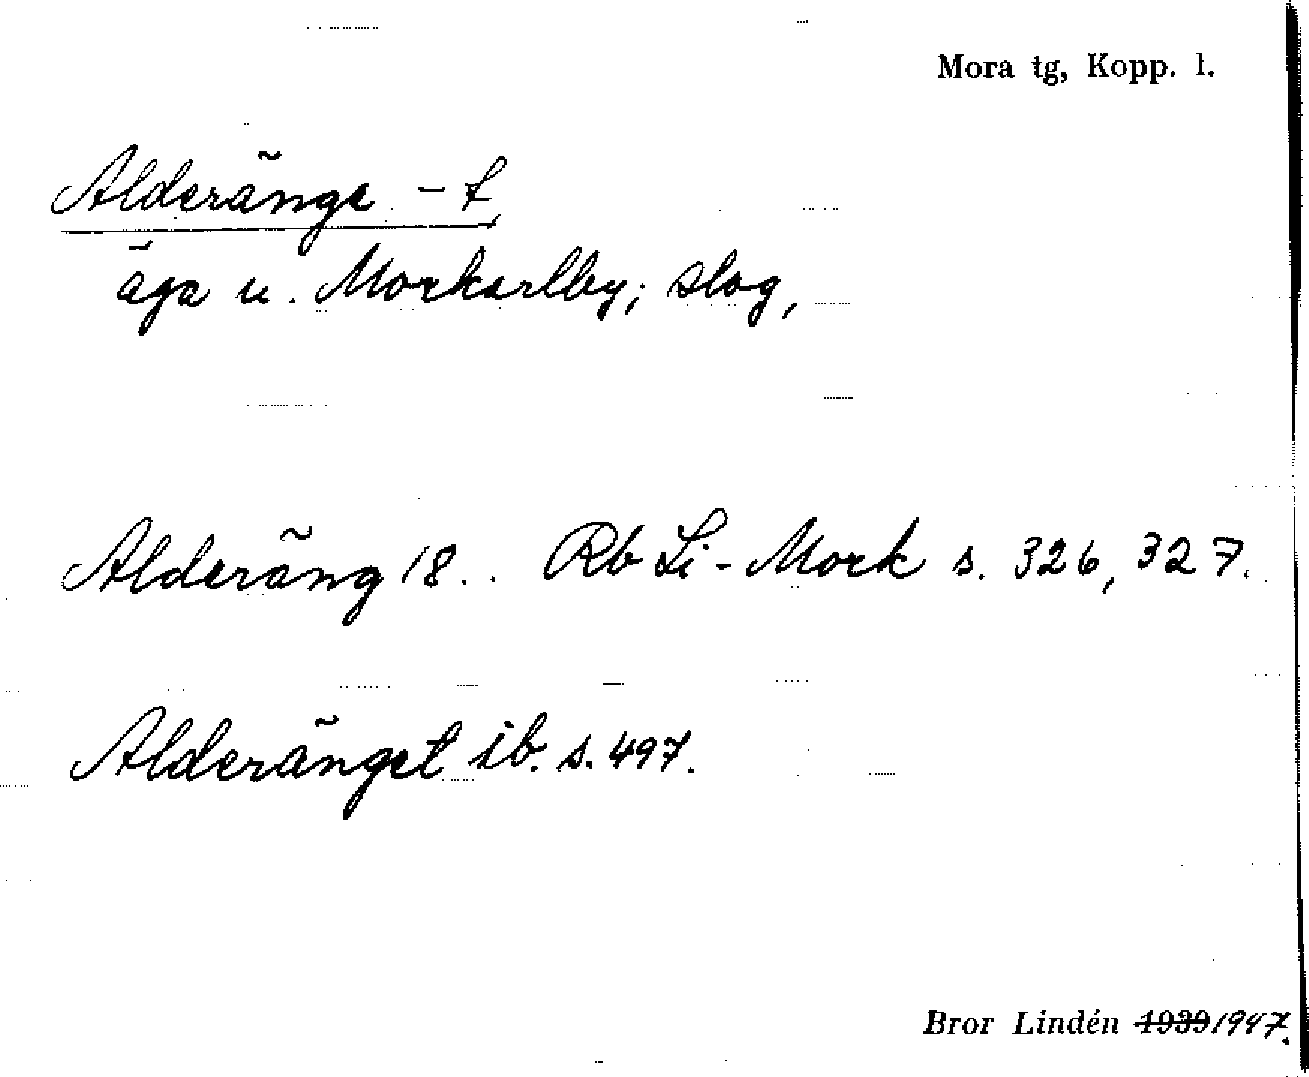 Mora tg, Kopp. l.
Alderänge -t
äga u. Morkarlby; slog,
Alderäng 18.. Rb Li-Mork s. 326, 327.
Alderänget ib. s. 497.
Bror Lindén 1939 1947.